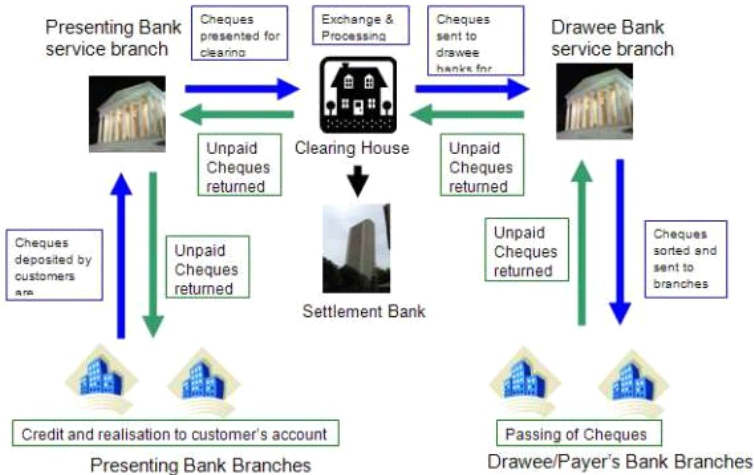 Presenting Bank
service branch
Cheques
presented for
clearing
Exchange &
Processing
Cheques
sent to
drawee
banks for
Drawee Bank
service branch
Unpaid
Cheques
returned
Clearing House
Unpaid
Cheques
returned
Cheques
deposited by
customers
are
Unpaid
Cheques
returned
Settlement Bank
Unpaid
Cheques
returned
Cheques
sorted and
sent to
branches
Credit and realisation to customer's account
Presenting Bank Branches
Passing of Cheques
Drawee/Payer's Bank Branches